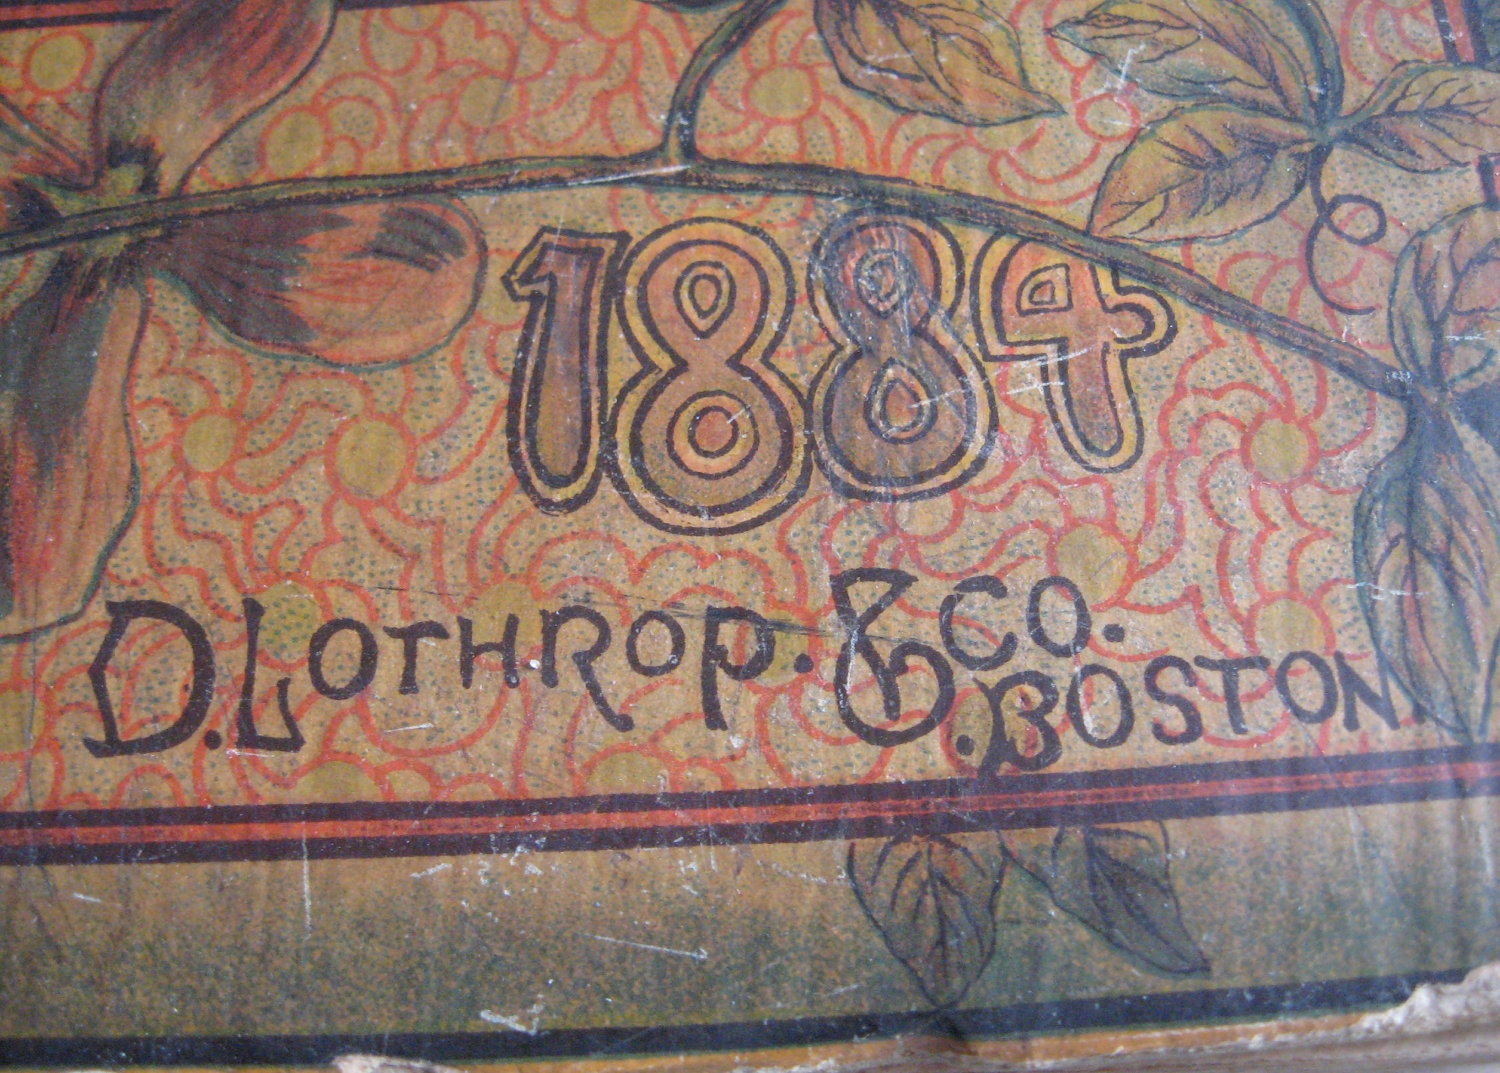 1884
D. LOTHROP. & CO. BOSTON